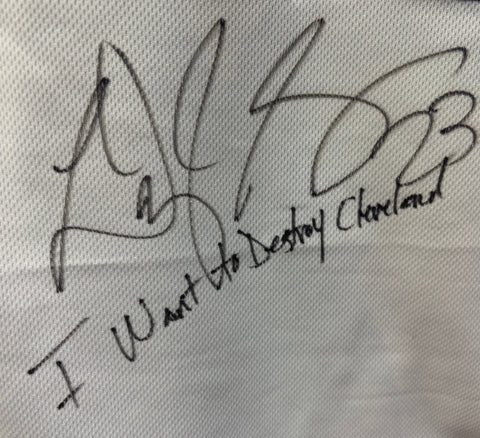 23
I Want to Destroy Cleveland